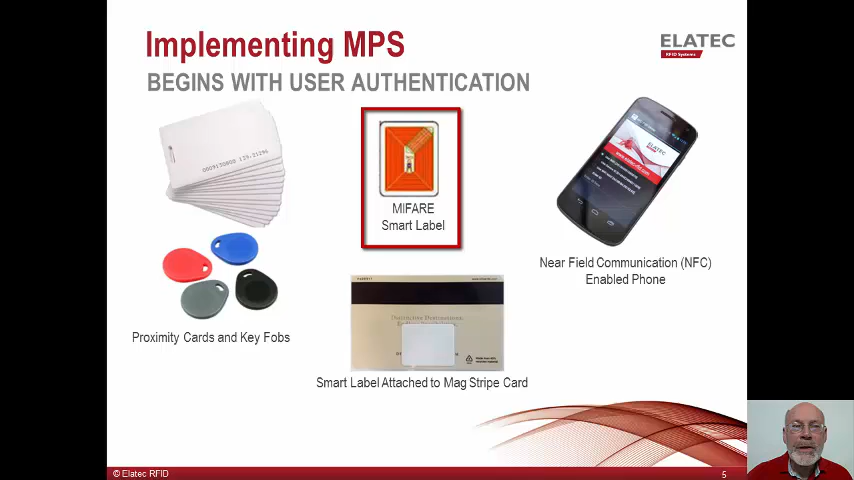 Implementing MPS
ELATEC
RFID Systems
BEGINS WITH USER AUTHENTICATION
MIFARE
Smart Label
ELATEC
Near Field Communication (NFC)
Enabled Phone
Proximity Cards and Key Fobs
Smart Label Attached to Mag Stripe Card
© Elatec RFID
5